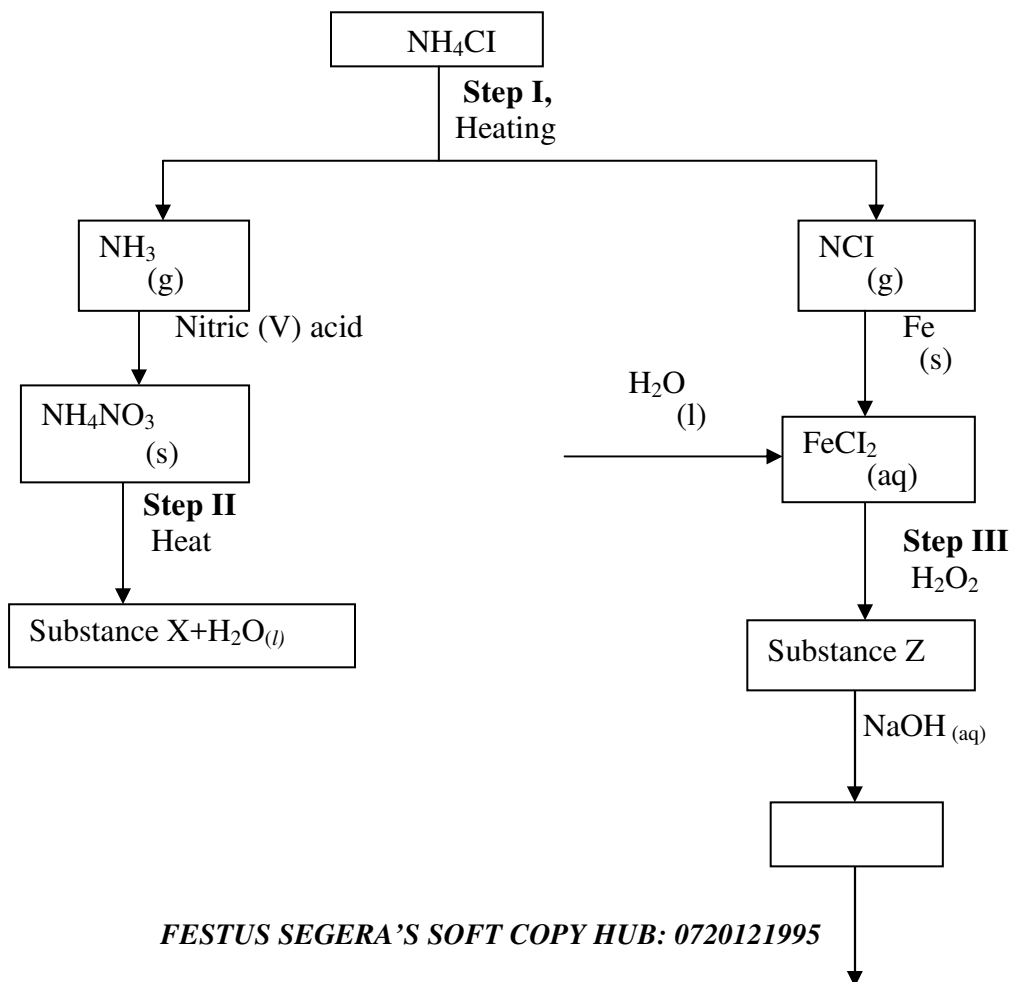 NH₄CI
Step I,
Heating
NH₃
(g)
NCI
(g)
Nitric (V) acid
Fe
(s)
H₂O
(l)
NH₄NO₃
(s)
FeCI₂
(aq)
Step II
Heat
Step III
H₂O₂
Substance X+H₂O(l)
Substance Z
NaOH (aq)
FESTUS SEGERA'S SOFT COPY HUB: 0720121995